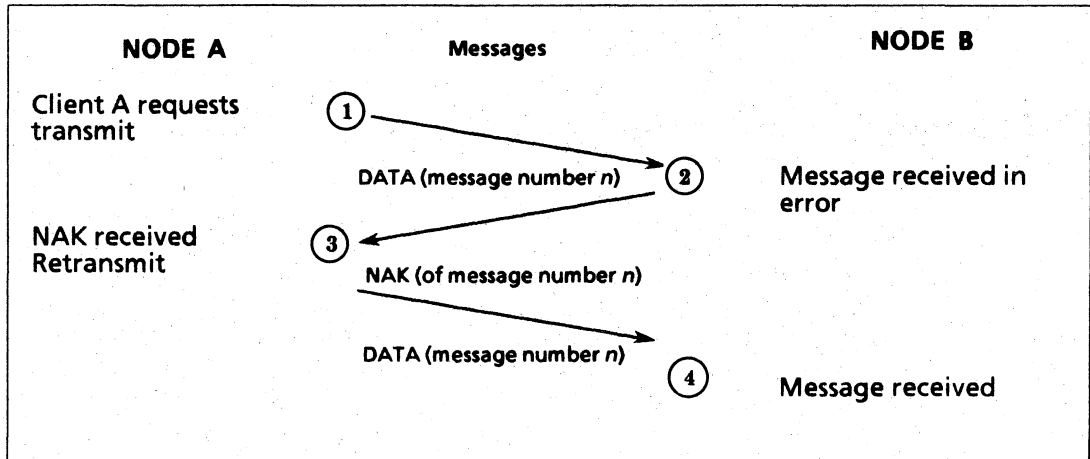 NODE A
Messages
NODE B
Client A requests
transmit
1
DATA (message number n)
2
Message received in
error
NAK received
Retransmit
3
NAK (of message number n)
DATA (message number n)
4
Message received